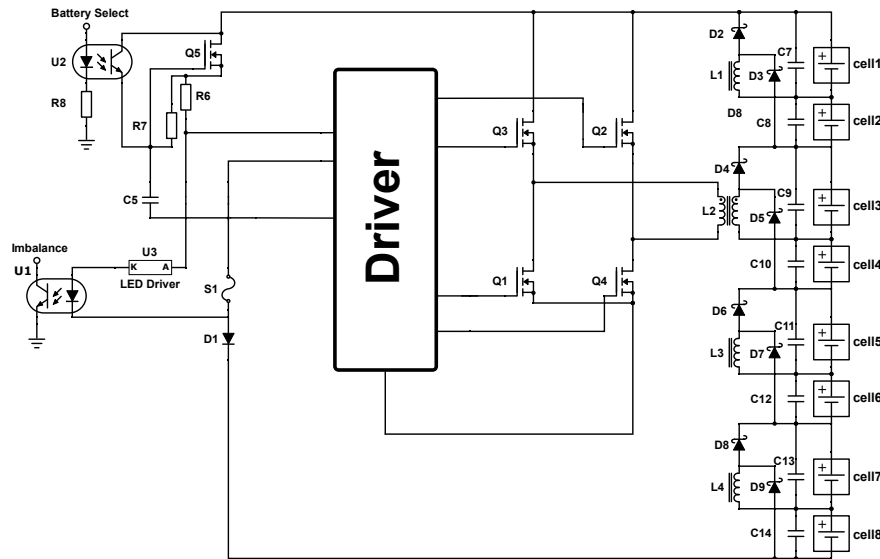 Battery Select
U2
R8
Q5
R6
R7
C5
Imbalance
U1
U3
K A
LED Driver
S1
D1
Driver
Q3
Q2
Q1
Q4
D2
C7
L1
D3
cell1
D8
C8
cell2
D4
C9
L2
D5
cell3
C10
cell4
D6
C11
L3
D7
cell5
C12
cell6
D8
C13
L4
D9
cell7
C14
cell8